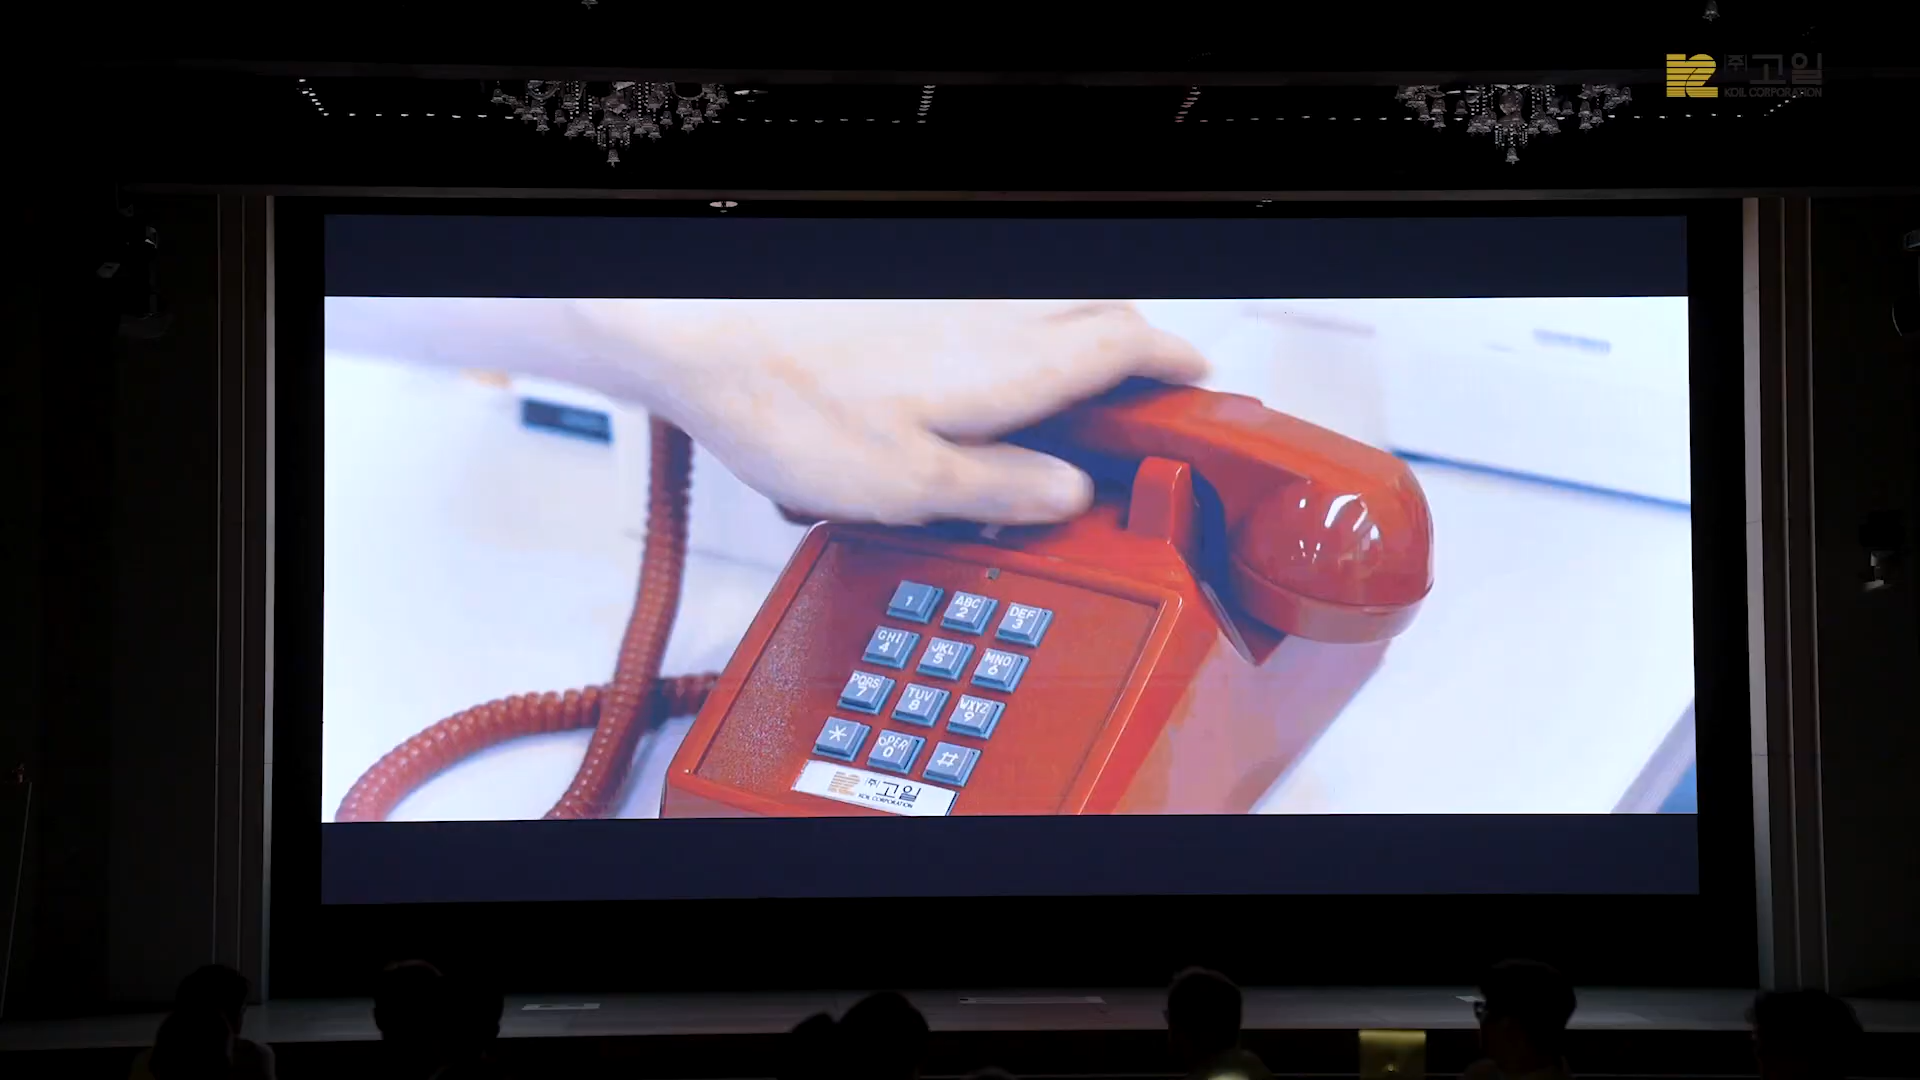 ㈜고일
KOIL CORPORATION
1
ABC
2
DEF
3
GHI
4
JKL
5
MNO
6
PQRS
7
TUV
8
WXYZ
9
*
OPER
0
#
㈜고일
KOIL CORPORATION